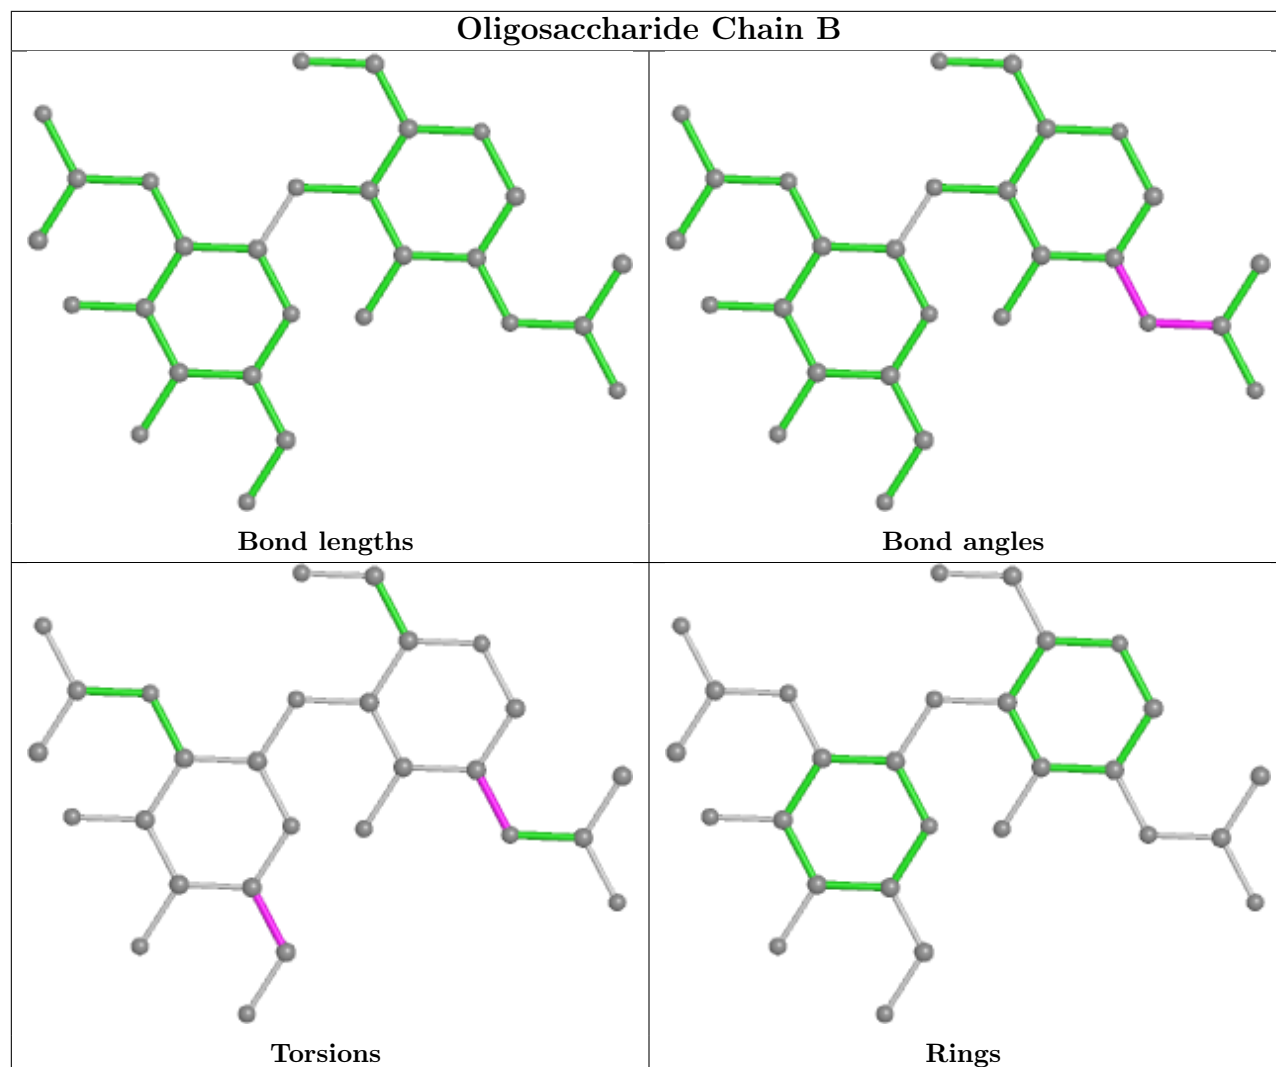 Oligosaccharide Chain B
Bond lengths
Bond angles
Torsions
Rings